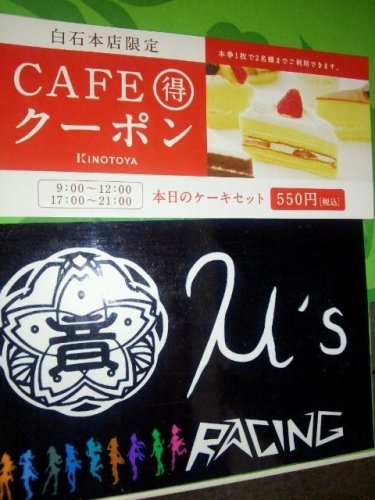 白石本店限定
CAFE 得
クーポン
KINOTOYA
本券1枚で2名様までご利用できます。
9:00～12:00
17:00～21:00
本日のケーキセット 550円[税込]
音
μ's
RACING